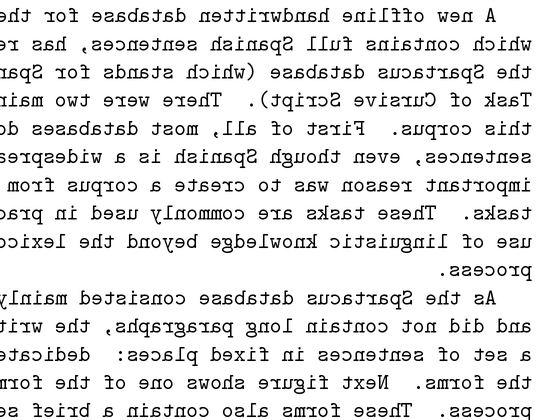 A new offline handwritten database for the
which contains full Spanish sentences, has re
the Spartacus database (which stands for Span
Task of Cursive Script). There were two main
this corpus. First of all, most databases do
sentences, even though Spanish is a widesprea
important reason was to create a corpus from
tasks. These tasks are commonly used in prac
use of linguistic knowledge beyond the lexico
process.
As the Spartacus database consisted mainly
and did not contain long paragraphs, the writ
a set of sentences in fixed places: dedicate
the forms. Next figure shows one of the form
process. These forms also contain a brief se